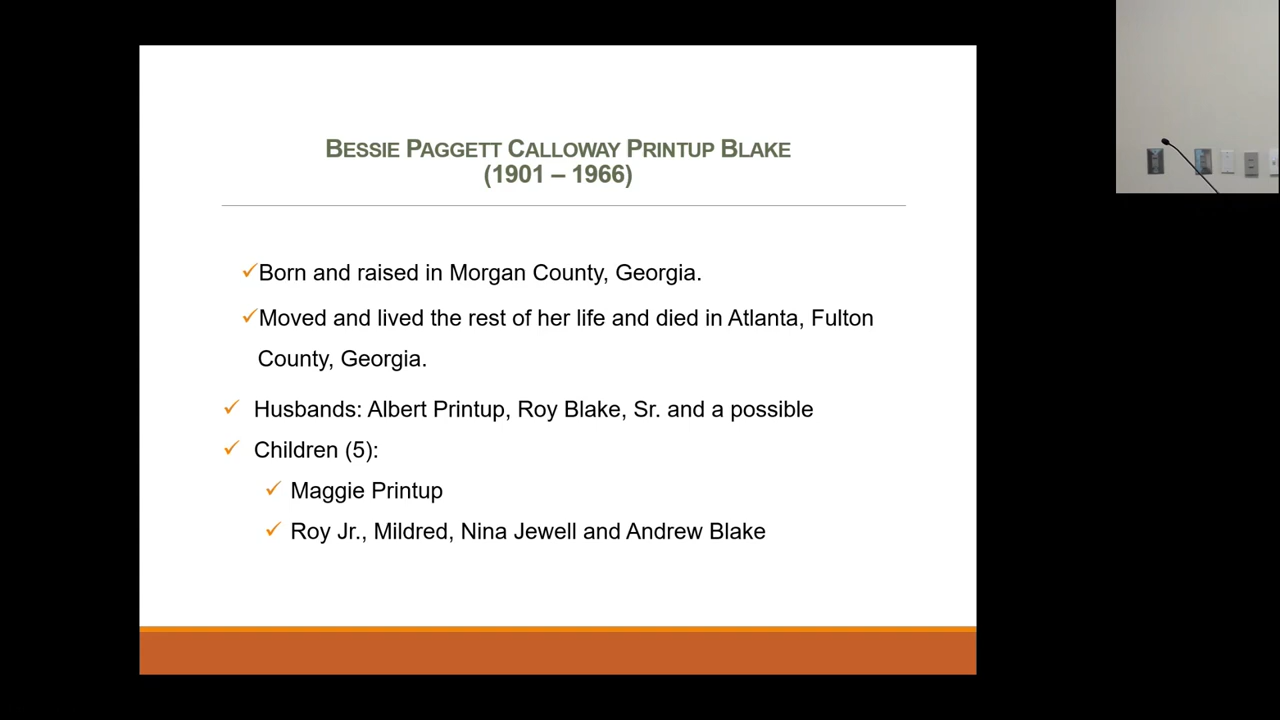 BESSIE PAGGETT CALLOWAY PRINTUP BLAKE
(1901 – 1966)
✓Born and raised in Morgan County, Georgia.
✓Moved and lived the rest of her life and died in Atlanta, Fulton
County, Georgia.
✓ Husbands: Albert Printup, Roy Blake, Sr. and a possible
✓ Children (5):
✓ Maggie Printup
✓ Roy Jr., Mildred, Nina Jewell and Andrew Blake